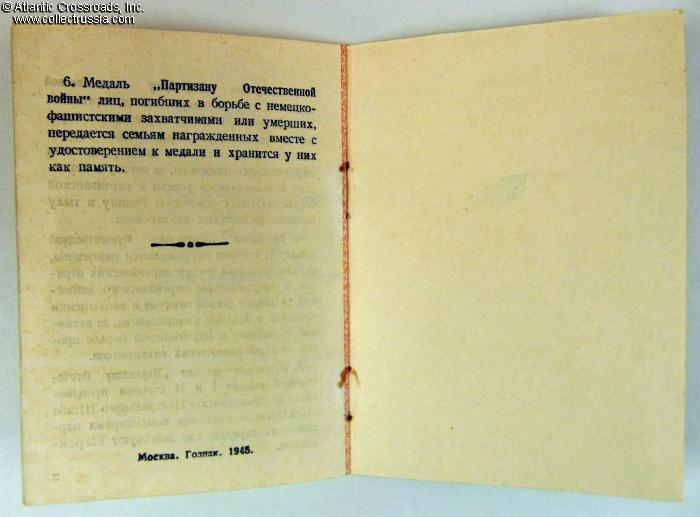 © Atlantic Crossroads, Inc.
www.collectrussia.com
6. Медаль „Партизану Отечественной
войны“ лиц, погибших в борьбе с немецко-
фашистскими захватчиками или умерших,
передается семьям награжденных вместе с
удостоверением к медали и хранится у них
как память.
Москва. Гознак. 1945.